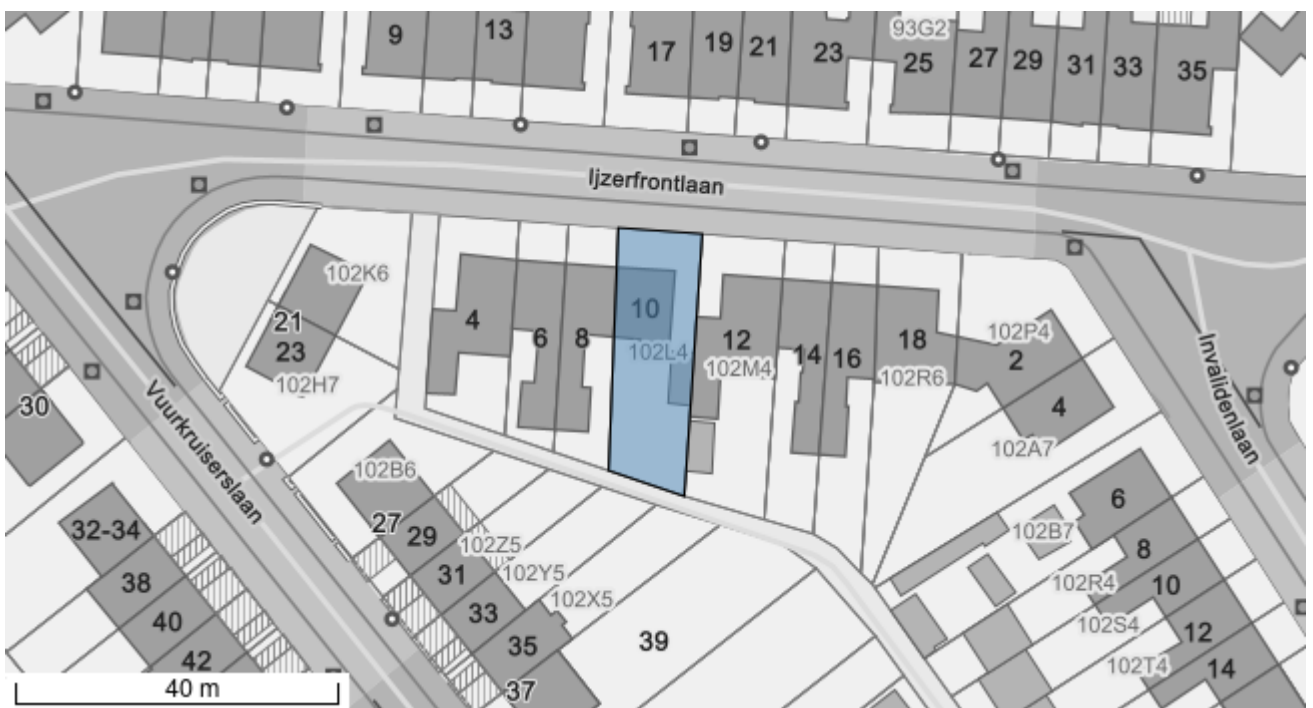 93G2
9
13
17
19
21
23
25
27
29
31
33
35
Ijzerfrontlaan
102K6
21
23
102H7
4
6
8
10
102L4
12
102M4
14
16
18
102R6
102P4
2
4
102A7
Invalidenlaan
30
Vuurkruiserslaan
32-34
38
40
42
102B6
27
29
31
33
35
37
102Z5
102Y5
102X5
39
102B7
102R4
102S4
102T4
6
8
10
12
14
40 m